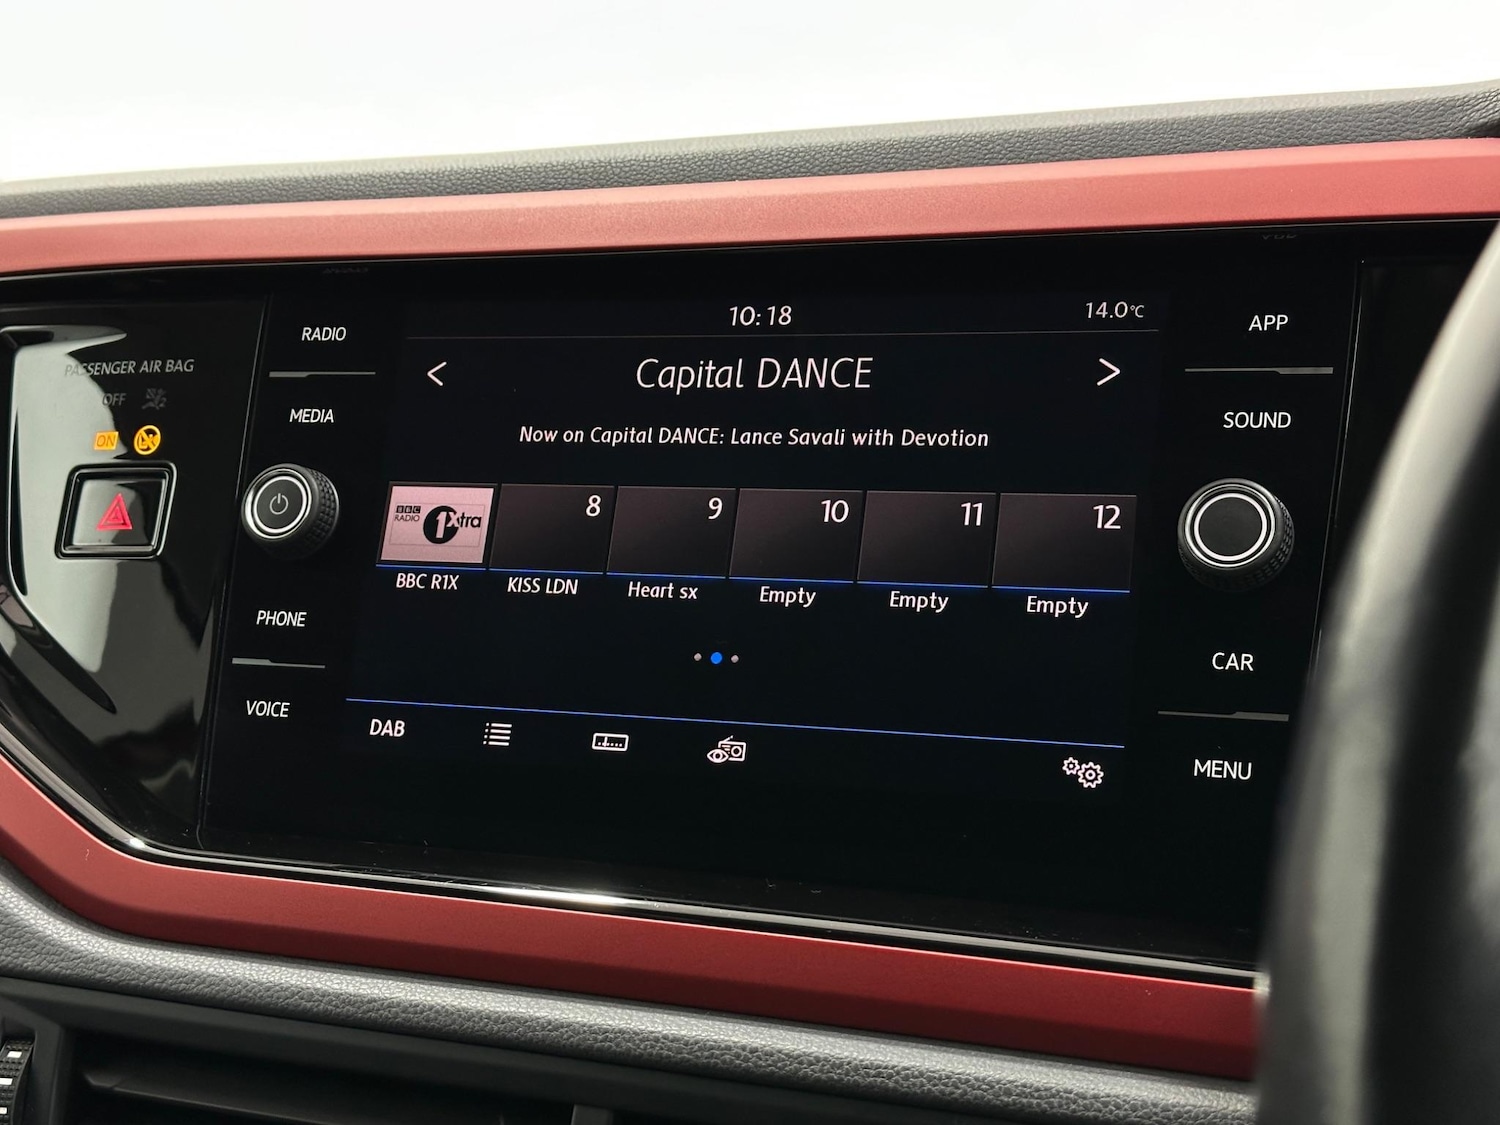 PASSENGER AIR BAG
OFF
ON
RADIO
MEDIA
PHONE
VOICE
10:18
14.0°C
< Capital DANCE >
Now on Capital DANCE: Lance Savali with Devotion
BBC
RADIO
1Xtra
8
9
10
11
12
BBC R1X
KISS LDN
Heart sx
Empty
Empty
Empty
DAB
APP
SOUND
CAR
MENU